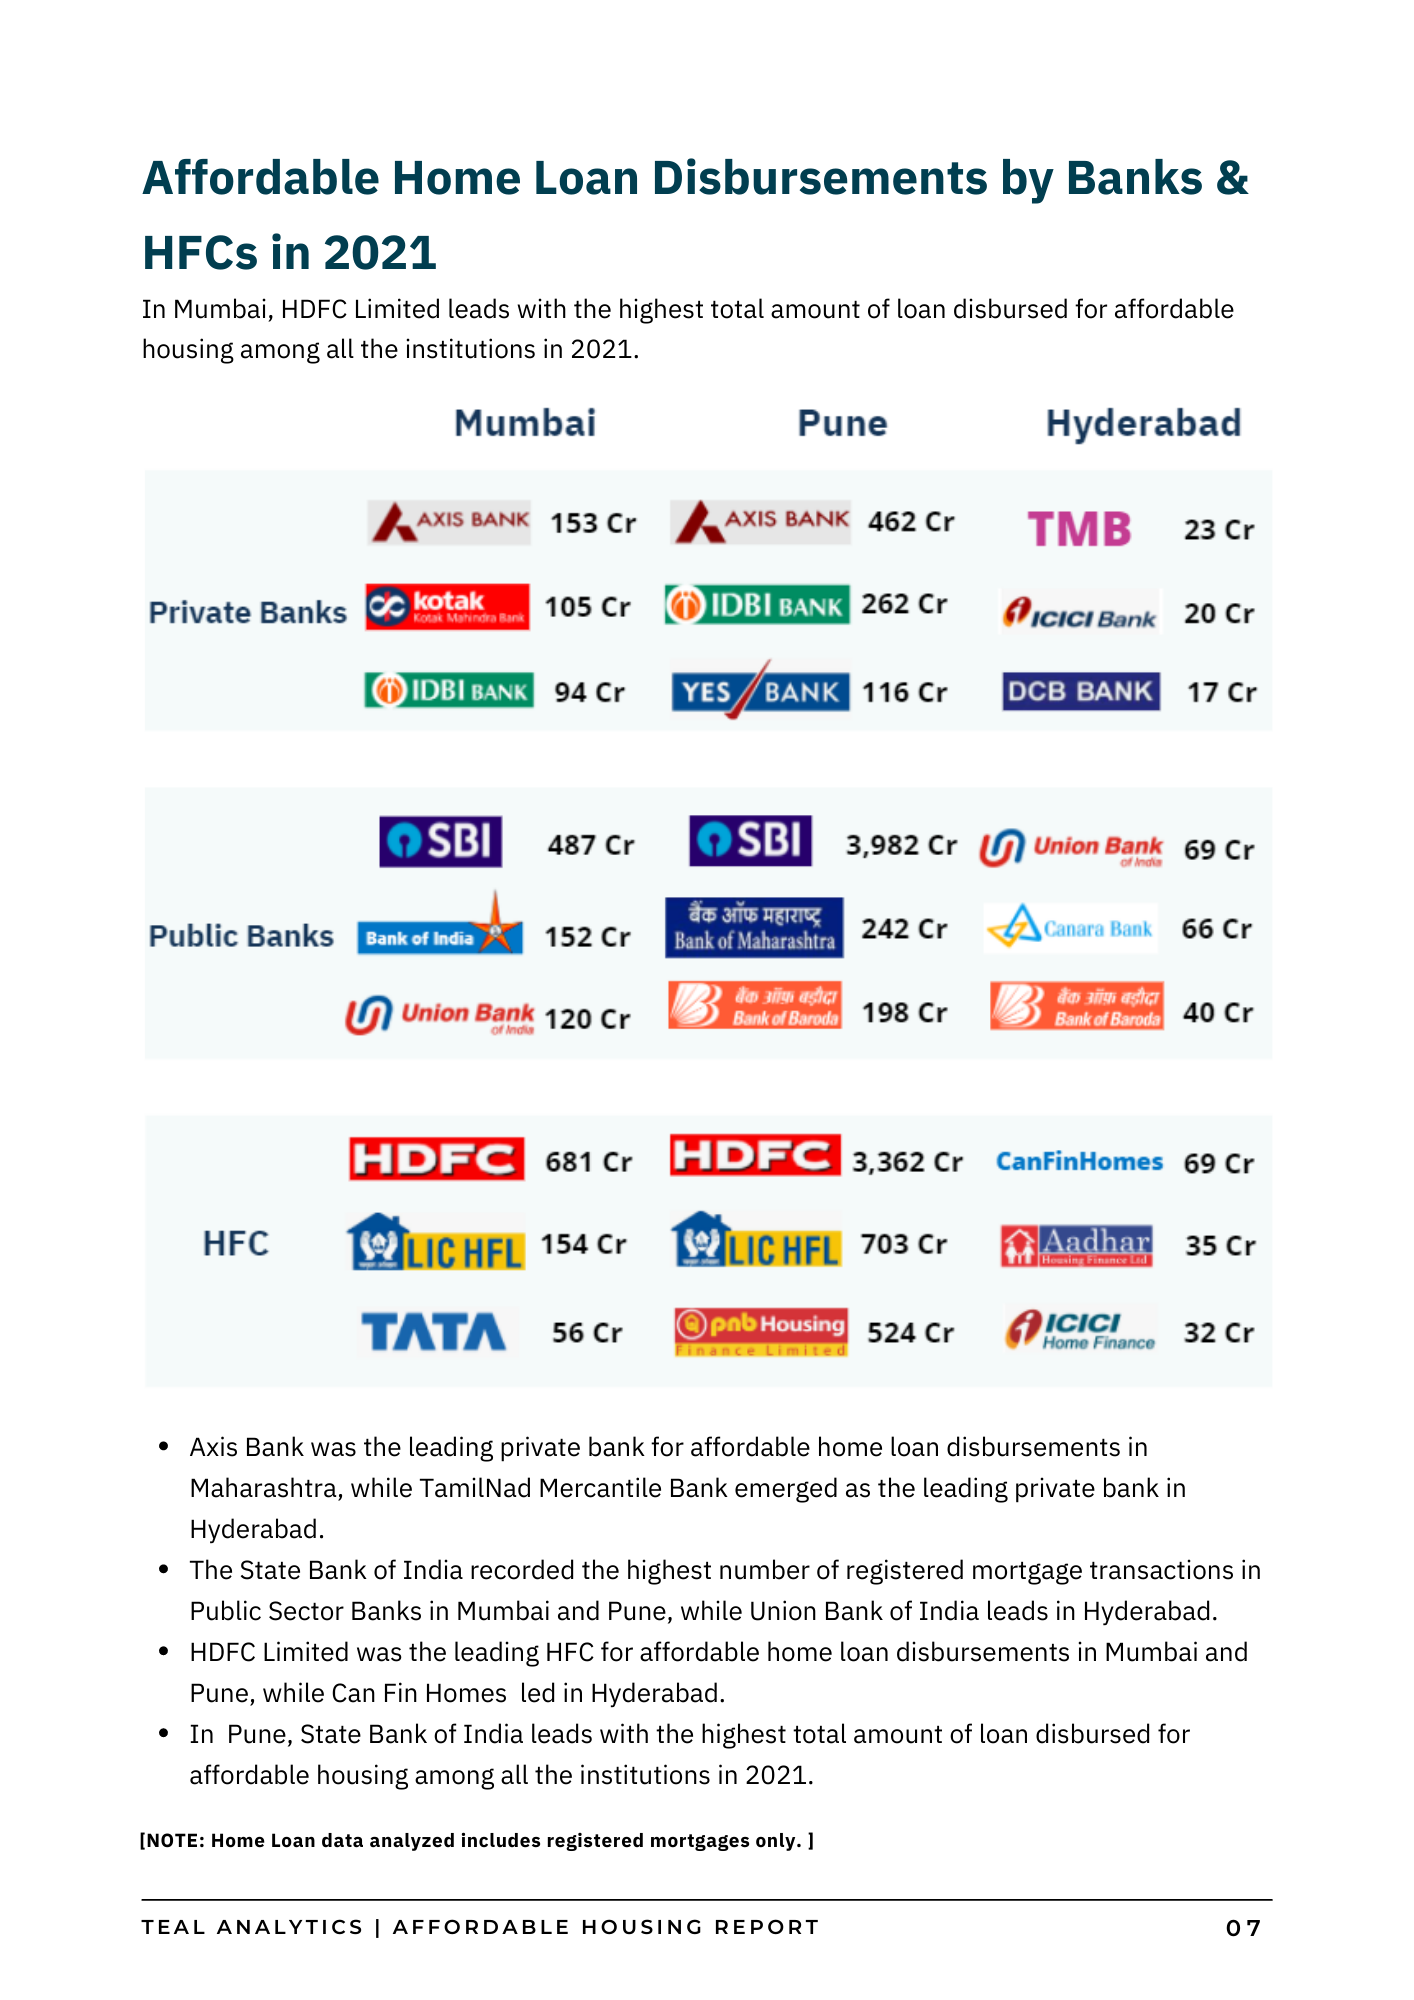 Affordable Home Loan Disbursements by Banks &
HFCs in 2021
In Mumbai, HDFC Limited leads with the highest total amount of loan disbursed for affordable
housing among all the institutions in 2021.
Mumbai Pune Hyderabad
AXIS BANK 153 Cr AXIS BANK 462 Cr TMB 23 Cr
Private Banks kotak Kotak Mahindra Bank 105 Cr IDBI BANK 262 Cr ICICI Bank 20 Cr
IDBI BANK 94 Cr YES BANK 116 Cr DCB BANK 17 Cr
SBI 487 Cr SBI 3,982 Cr Union Bank of India 69 Cr
Public Banks Bank of India 152 Cr बैंक ऑफ महाराष्ट्र Bank of Maharashtra 242 Cr Canara Bank 66 Cr
Union Bank of India 120 Cr बैंक ऑफ़ बड़ौदा Bank of Baroda 198 Cr बैंक ऑफ़ बड़ौदा Bank of Baroda 40 Cr
HDFC 681 Cr HDFC 3,362 Cr CanFinHomes 69 Cr
HFC LIC HFL 154 Cr LIC HFL 703 Cr Aadhar Housing Finance Ltd 35 Cr
TATA 56 Cr pnb Housing Finance Limited 524 Cr ICICI Home Finance 32 Cr
• Axis Bank was the leading private bank for affordable home loan disbursements in
Maharashtra, while TamilNad Mercantile Bank emerged as the leading private bank in
Hyderabad.
• The State Bank of India recorded the highest number of registered mortgage transactions in
Public Sector Banks in Mumbai and Pune, while Union Bank of India leads in Hyderabad.
• HDFC Limited was the leading HFC for affordable home loan disbursements in Mumbai and
Pune, while Can Fin Homes led in Hyderabad.
• In Pune, State Bank of India leads with the highest total amount of loan disbursed for
affordable housing among all the institutions in 2021.
[NOTE: Home Loan data analyzed includes registered mortgages only. ]
TEAL ANALYTICS | AFFORDABLE HOUSING REPORT 07